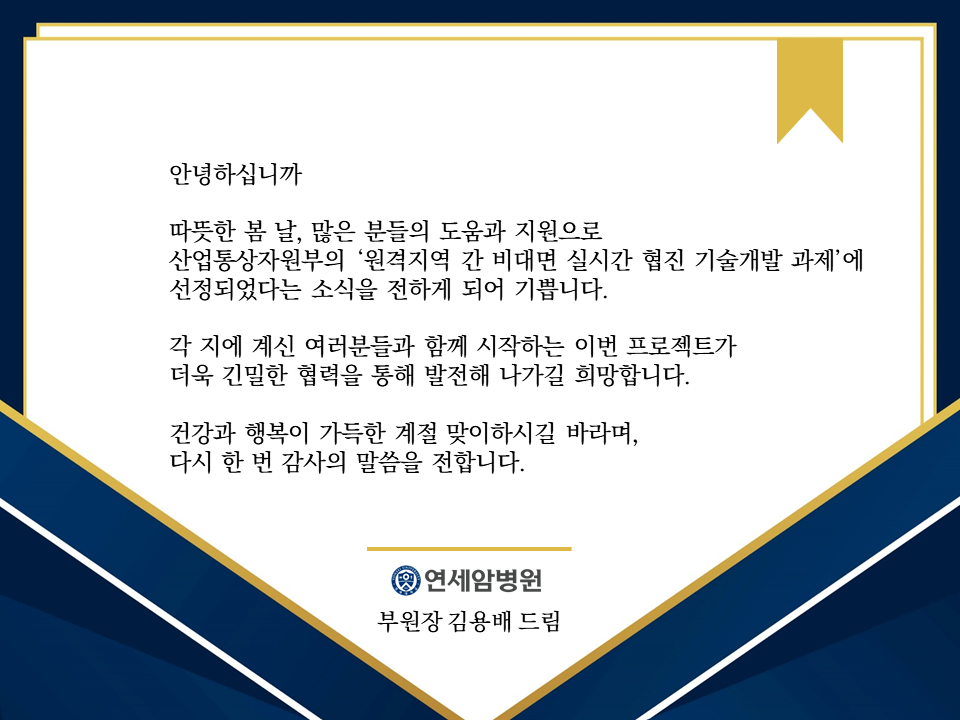 안녕하십니까
따뜻한 봄 날, 많은 분들의 도움과 지원으로
산업통상자원부의 ‘원격지역 간 비대면 실시간 협진 기술개발 과제’에
선정되었다는 소식을 전하게 되어 기쁩니다.
각 지에 계신 여러분들과 함께 시작하는 이번 프로젝트가
더욱 긴밀한 협력을 통해 발전해 나가길 희망합니다.
건강과 행복이 가득한 계절 맞이하시길 바라며,
다시 한 번 감사의 말씀을 전합니다.
연세암병원
부원장 김용배 드림